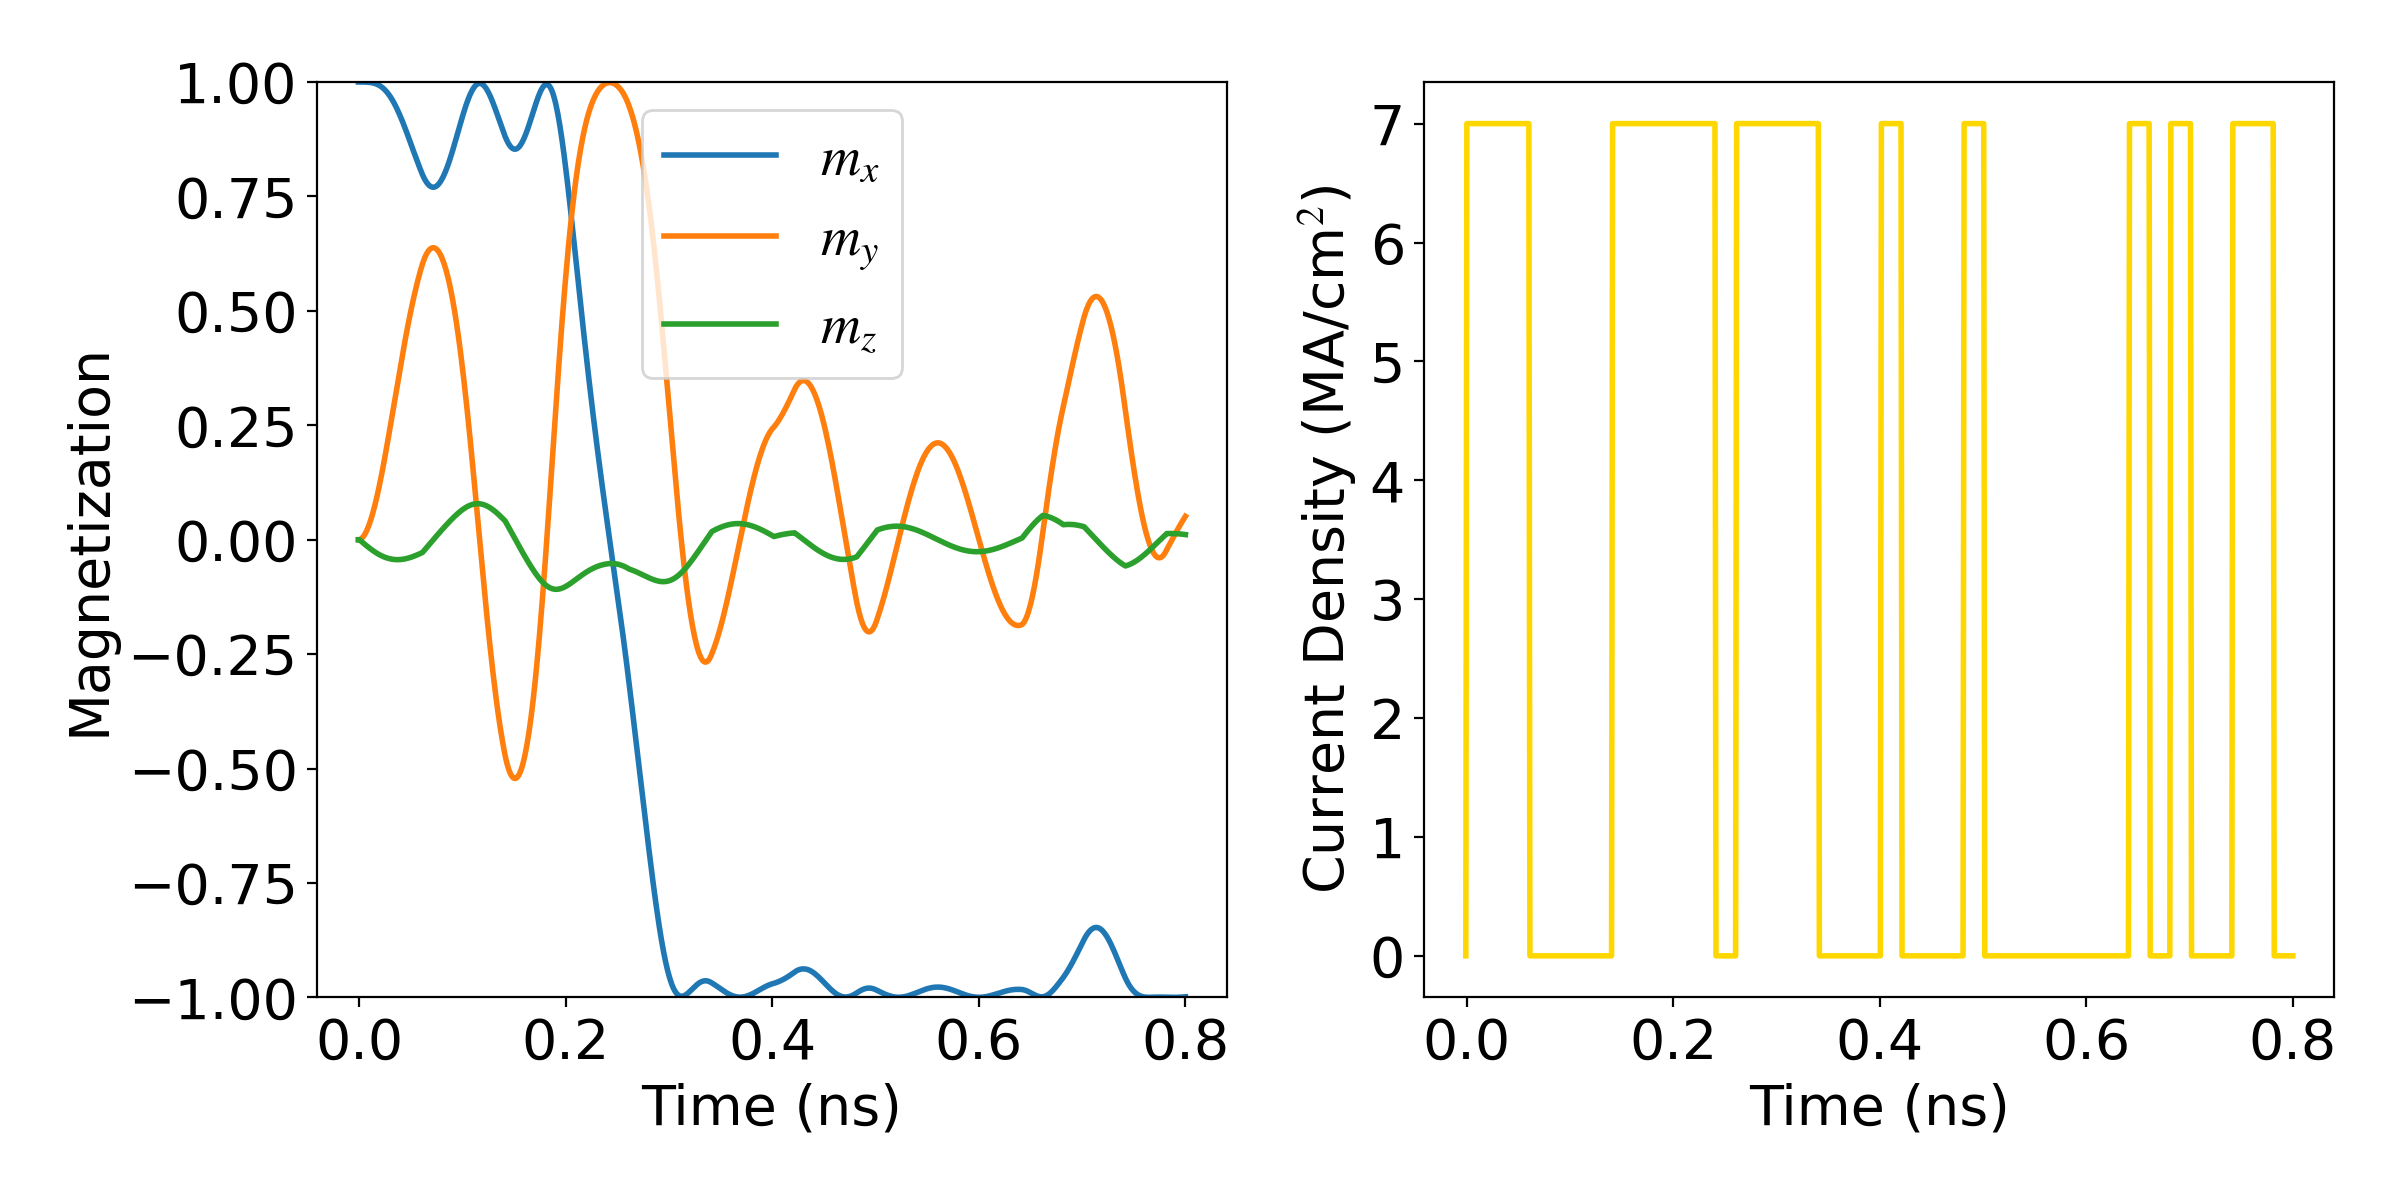 1.00
0.75
0.50
0.25
0.00
−0.25
−0.50
−0.75
−1.00
Magnetization
0.0 0.2 0.4 0.6 0.8
Time (ns)
m_x
m_y
m_z
7
6
5
4
3
2
1
0
Current Density (MA/cm²)
0.0 0.2 0.4 0.6 0.8
Time (ns)